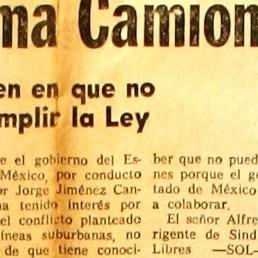 ma Camion
en en que no
mplir la Ley
e el gobierno del Es-
México, por conducto
or Jorge Jiménez Can-
na tenido interés por
el conflicto planteado
íneas suburbanas, no
de que tiene conoci-
ber que no pued
nes porque el g
tado de México
a colaborar.
El señor Alfre
rigente de Sind
Libres —SOL—